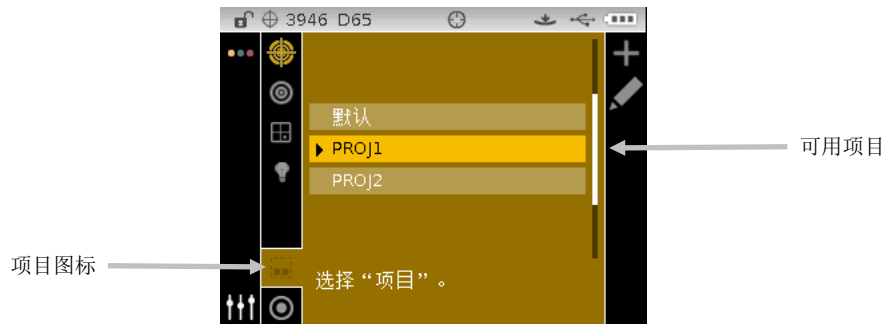 3946 D65
默认
PROJ1
可用项目
PROJ2
项目图标
选择“项目”。